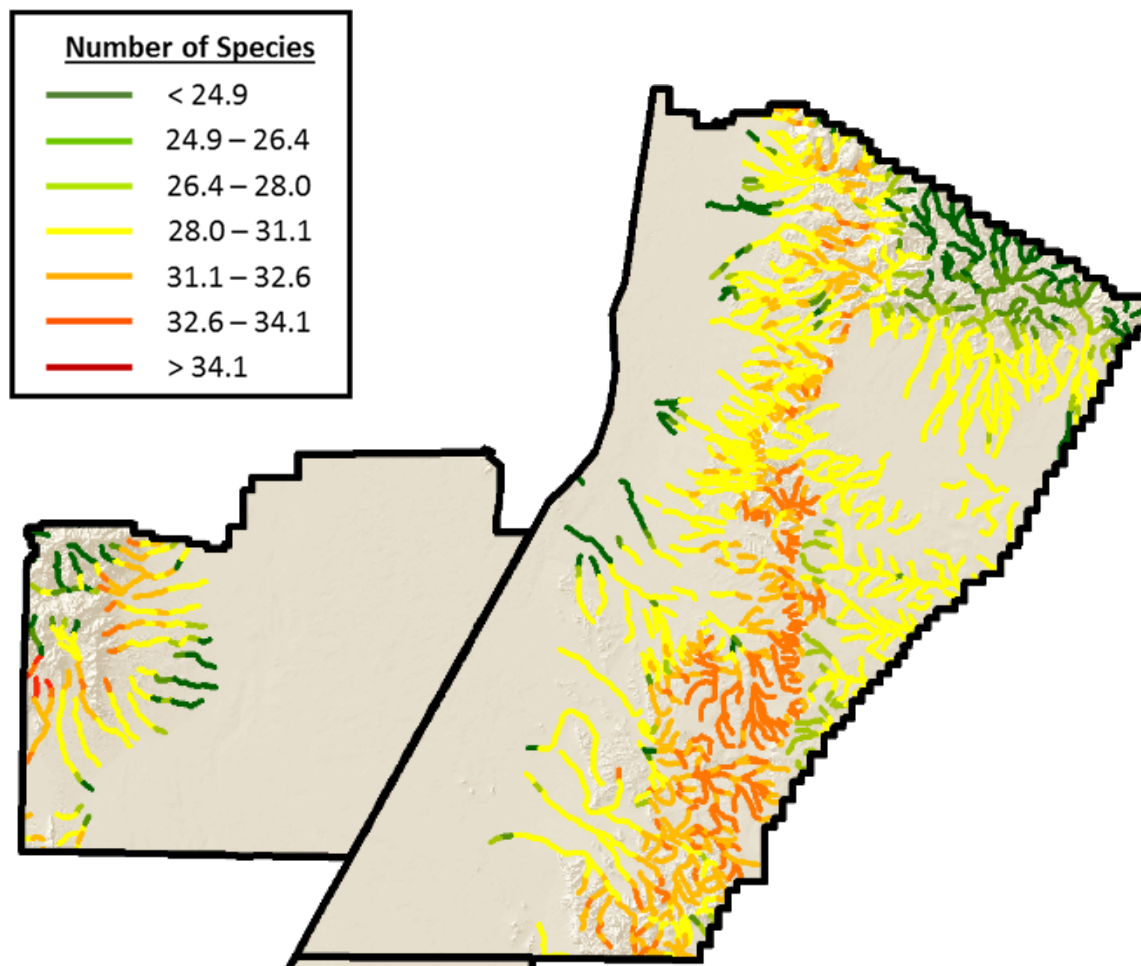 Number of Species
< 24.9
24.9 – 26.4
26.4 – 28.0
28.0 – 31.1
31.1 – 32.6
32.6 – 34.1
> 34.1